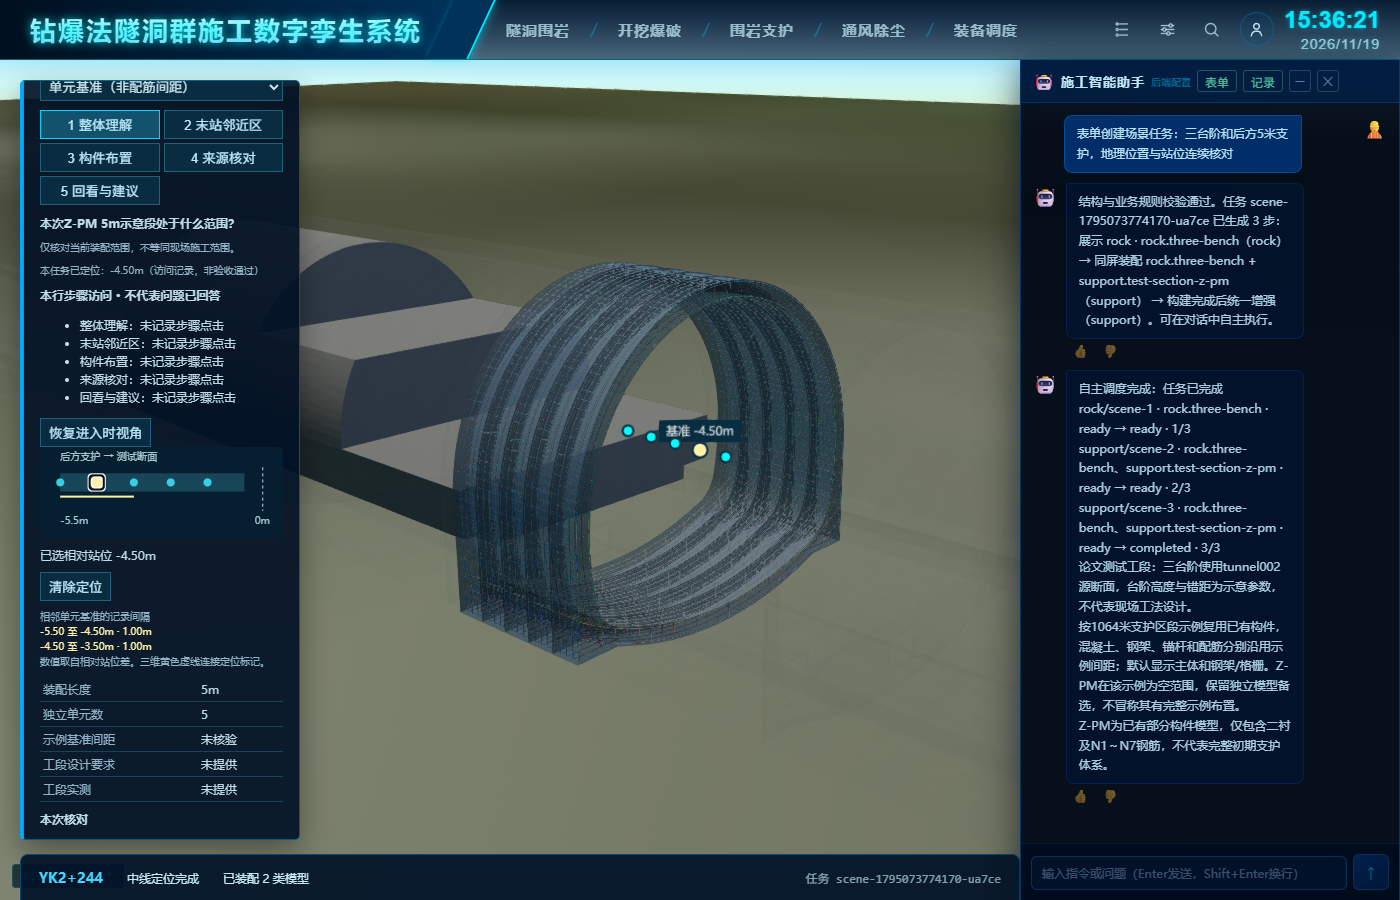 钻爆法隧洞群施工数字孪生系统
隧洞围岩 / 开挖爆破 / 围岩支护 / 通风除尘 / 装备调度
15:36:21
2026/11/19
单元基准（非配筋间距）
1 整体理解
2 末站邻近区
3 构件布置
4 来源核对
5 回看与建议
本次Z-PM 5m示意段处于什么范围?
仅核对当前装配范围，不等同现场施工范围。
本任务已定位：-4.50m（访问记录，非验收通过）
本行步骤访问 · 不代表问题已回答
整体理解：未记录步骤点击
末站邻近区：未记录步骤点击
构件布置：未记录步骤点击
来源核对：未记录步骤点击
回看与建议：未记录步骤点击
恢复进入时视角
后方支护 → 测试断面
-5.5m
0m
已选相对站位 -4.50m
清除定位
相邻单元基准的记录间隔
-5.50 至 -4.50m · 1.00m
-4.50 至 -3.50m · 1.00m
数值取自相对站位差。三维黄色虚线连接定位标记。
装配长度 5m
独立单元数 5
示例基准间距 未核验
工段设计要求 未提供
工段实测 未提供
本次核对
基准 -4.50m
YK2+244 中线定位完成 已装配 2 类模型
任务 scene-1795073774170-ua7ce
施工智能助手 后端配置 表单 记录
表单创建场景任务：三台阶和后方5米支
护，地理位置与站位连续核对
结构与业务规则校验通过。任务 scene-
1795073774170-ua7ce 已生成 3 步：
展示 rock · rock.three-bench（rock）
→ 同屏装配 rock.three-bench +
support.test-section-z-pm
（support） → 构建完成后统一增强
（support）。可在对话中自主执行。
自主调度完成：任务已完成
rock/scene-1 · rock.three-bench ·
ready → ready · 1/3
support/scene-2 · rock.three-
bench、support.test-section-z-pm ·
ready → ready · 2/3
support/scene-3 · rock.three-
bench、support.test-section-z-pm ·
ready → completed · 3/3
论文测试工段：三台阶使用tunnel002
源断面，台阶高度与错距为示意参数，
不代表现场工法设计。
按1064米支护区段示例复用已有构件，
混凝土、钢架、锚杆和配筋分别沿用示
例间距；默认显示主体和钢架/格栅。Z-
PM在该示例为空范围，保留独立模型备
选，不冒称其有完整示例布置。
Z-PM为已有部分构件模型，仅包含二衬
及N1～N7钢筋，不代表完整初期支护
体系。
输入指令或问题（Enter发送，Shift+Enter换行）